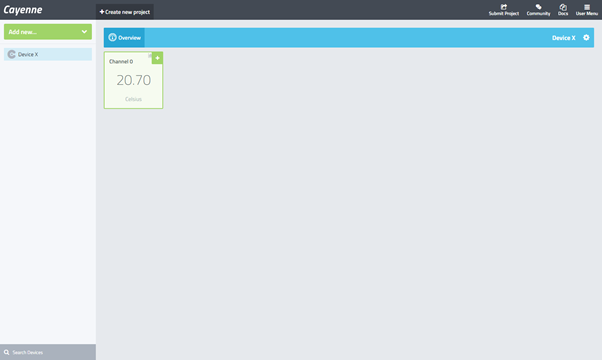 Cayenne
+ Create new project
Submit Project
Community
Docs
User Menu
Add new...
Device X
Overview
Device X
Channel 0
20.70
Celsius
Search Devices